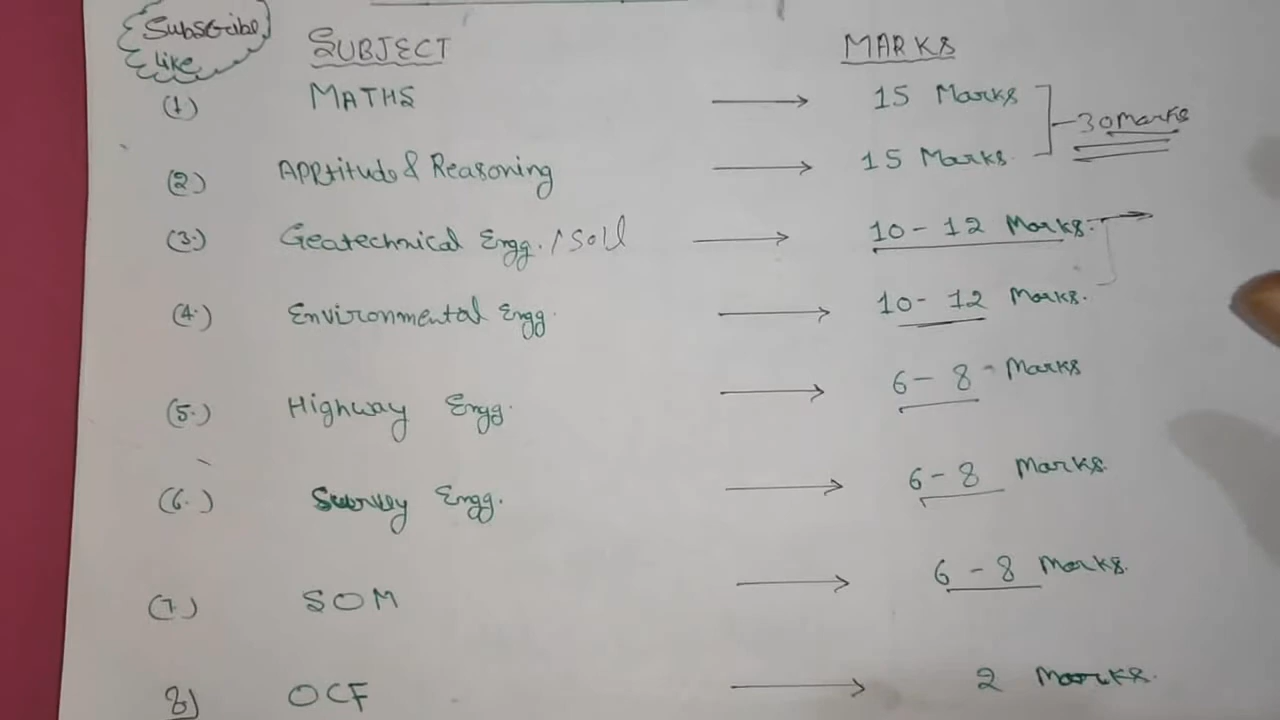 Subscribe
like
SUBJECT MARKS
(1) MATHS → 15 Marks
30 marks
(2) APPtitude & Reasoning → 15 Marks.
(3.) Geatechnical Engg. / Soil → 10 - 12 Marks.
(4.) Environmental Engg. → 10 - 12 Marks.
(5.) Highway Engg. → 6 - 8 - Marks
(6.) Survey Engg. → 6 - 8 Marks.
(7.) SOM → 6 - 8 Marks.
8) OCF → 2 Marks.